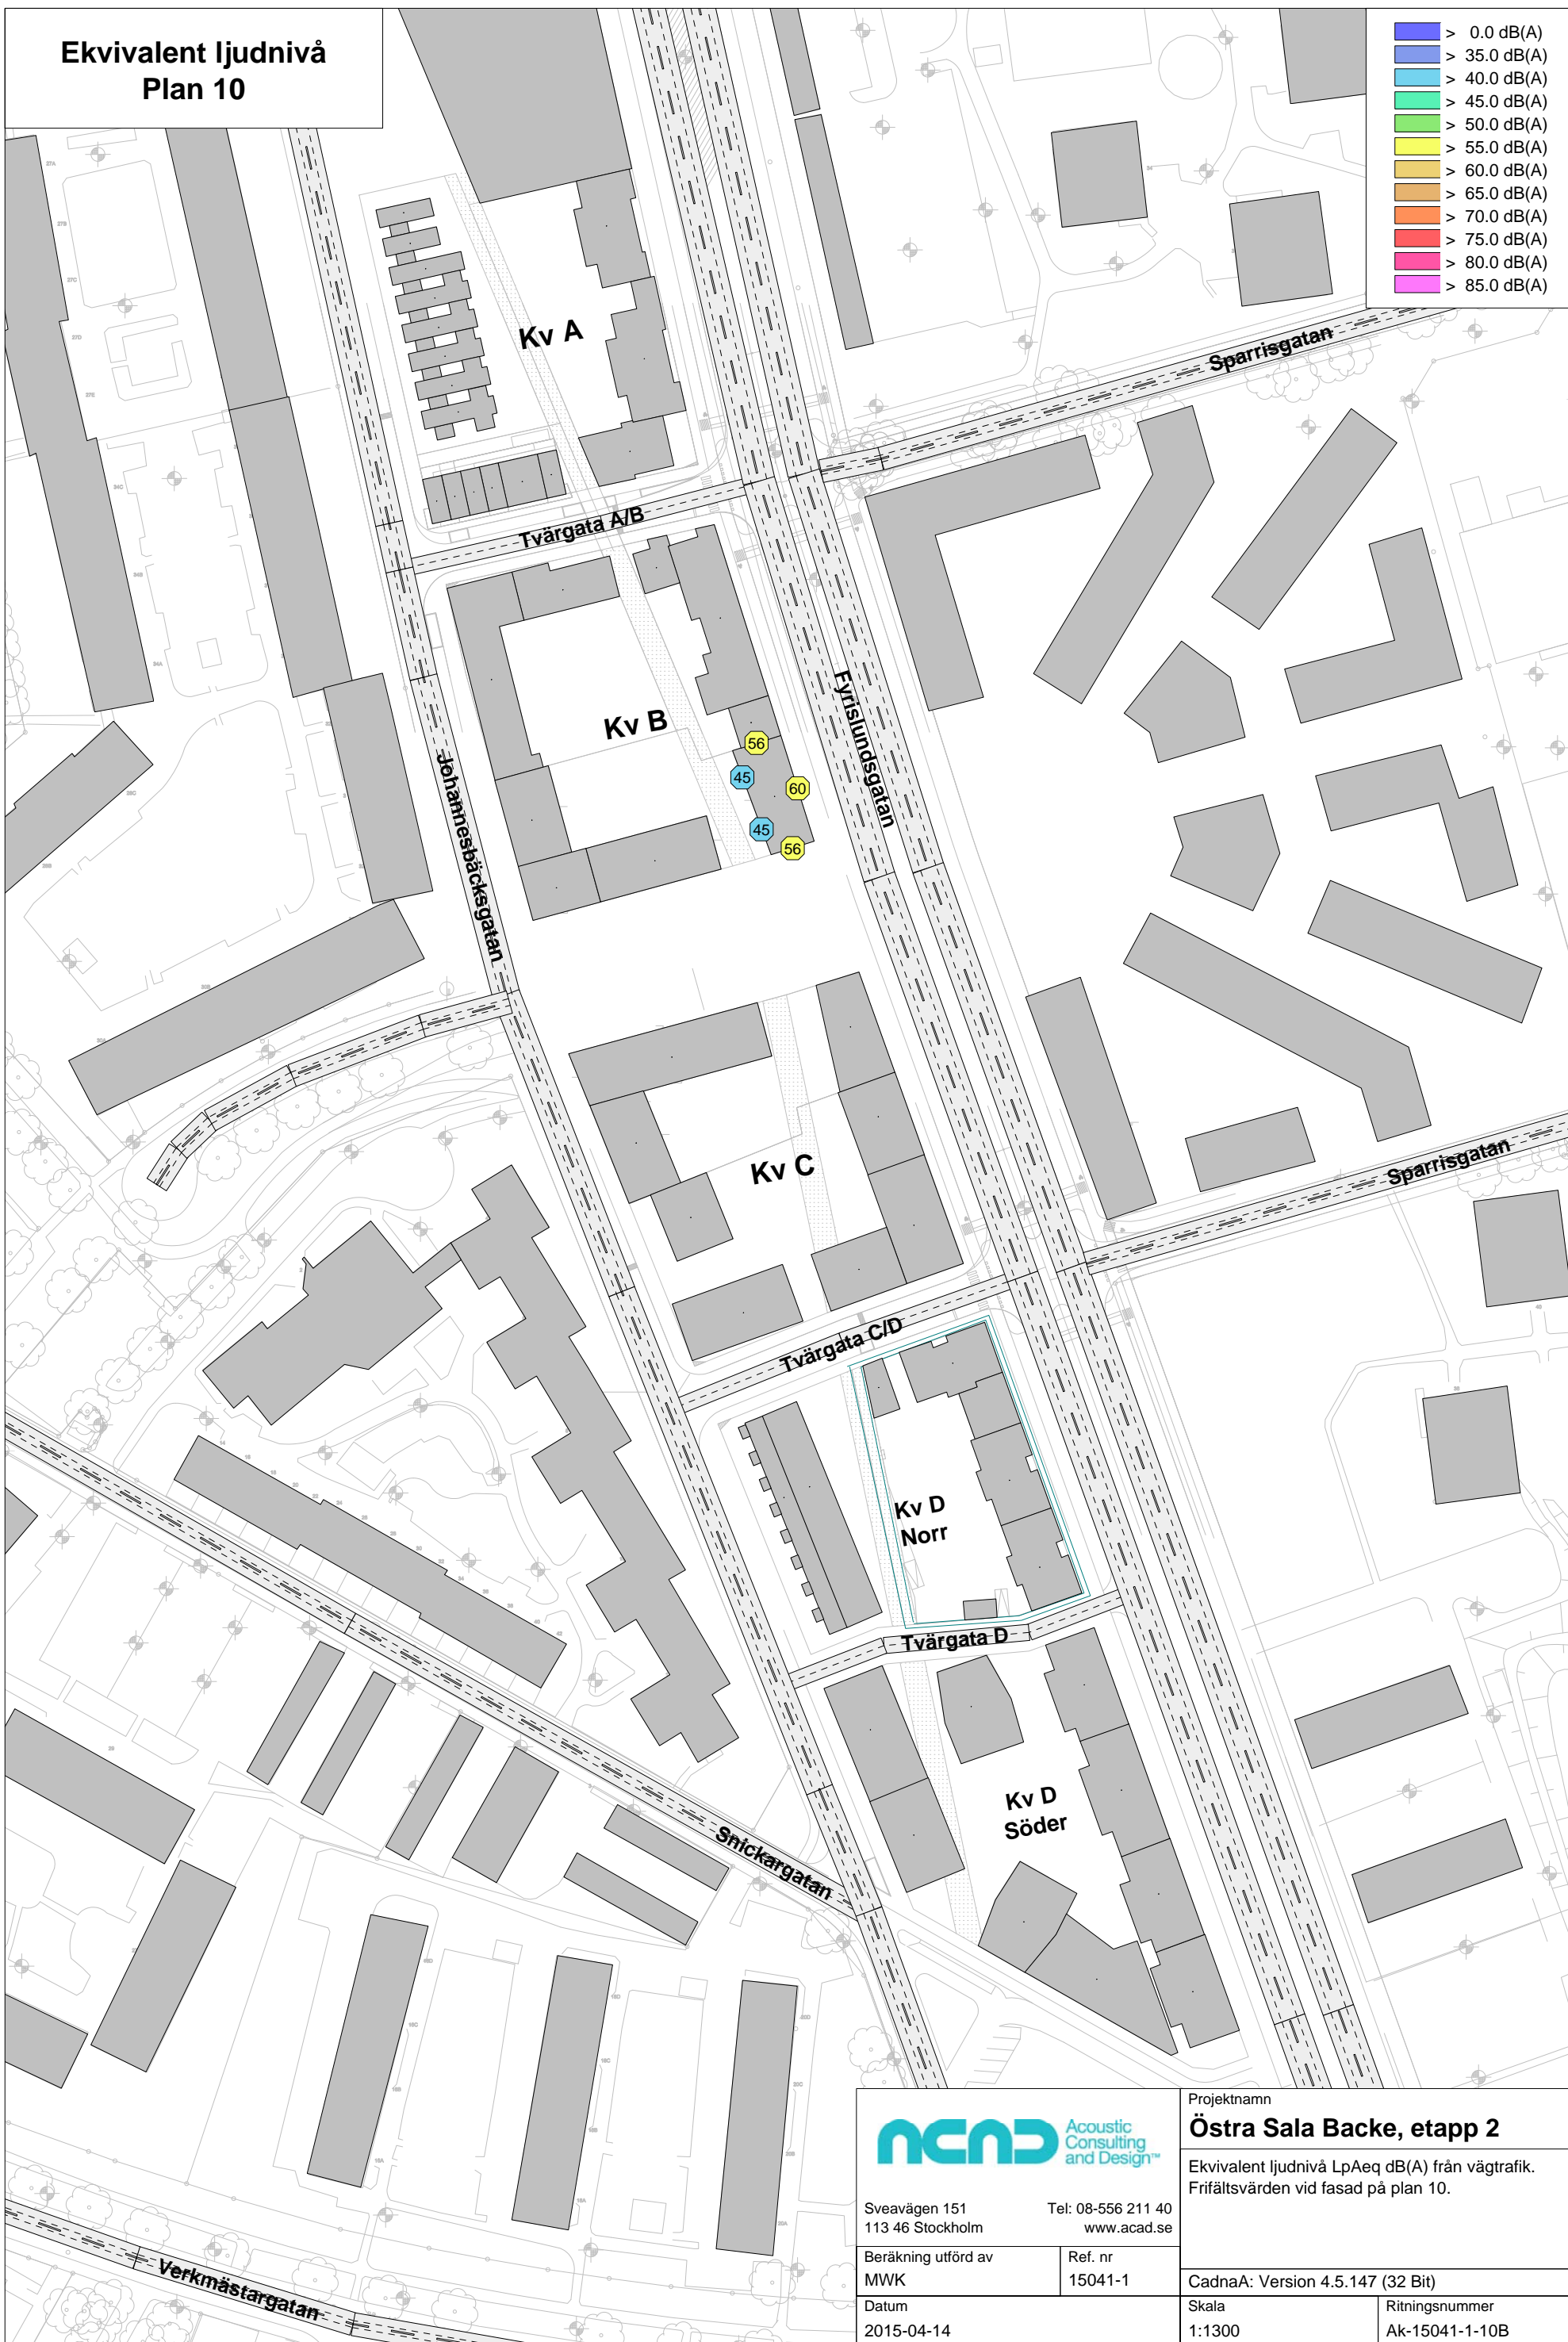 Ekvivalent ljudnivå
Plan 10
> 0.0 dB(A)
> 35.0 dB(A)
> 40.0 dB(A)
> 45.0 dB(A)
> 50.0 dB(A)
> 55.0 dB(A)
> 60.0 dB(A)
> 65.0 dB(A)
> 70.0 dB(A)
> 75.0 dB(A)
> 80.0 dB(A)
> 85.0 dB(A)
Kv A
Sparrisgatan
Tvärgata A/B
Kv B
Fyrislundsgatan
Johannesbäcksgatan
56
45
60
45
56
Kv C
Sparrisgatan
Tvärgata C/D
Kv D
Norr
Tvärgata D
Kv D
Söder
Snickargatan
Verkmästargatan
Acoustic
Consulting
and Design™
Sveavägen 151
113 46 Stockholm
Tel: 08-556 211 40
www.acad.se
Beräkning utförd av
MWK
Ref. nr
15041-1
Datum
2015-04-14
Projektnamn
Östra Sala Backe, etapp 2
Ekvivalent ljudnivå LpAeq dB(A) från vägtrafik.
Frifältsvärden vid fasad på plan 10.
CadnaA: Version 4.5.147 (32 Bit)
Skala
1:1300
Ritningsnummer
Ak-15041-1-10B